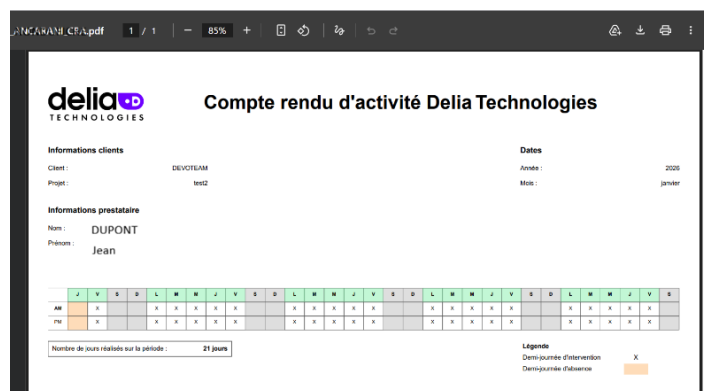 1 / 1 − 85% +
delia D
TECHNOLOGIES
Compte rendu d'activité Delia Technologies
Informations clients
Client : DEVOTEAM
Projet : test2
Dates
Année : 2026
Mois : janvier
Informations prestataire
Nom : DUPONT
Prénom : Jean
J V S D L M M J V S D L M M J V S D L M M J V S D L M M J V S
AM X X X X X X X X X X X X X X X X X X X X X
PM X X X X X X X X X X X X X X X X X X X X X
Nombre de jours réalisés sur la période : 21 jours
Légende
Demi-journée d'intervention X
Demi-journée d'absence